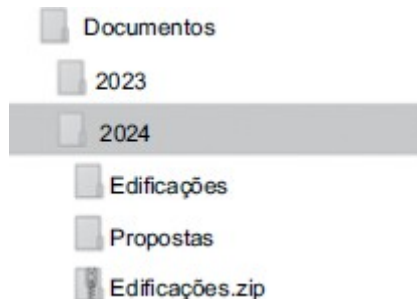 Documentos
2023
2024
Edificações
Propostas
Edificações.zip